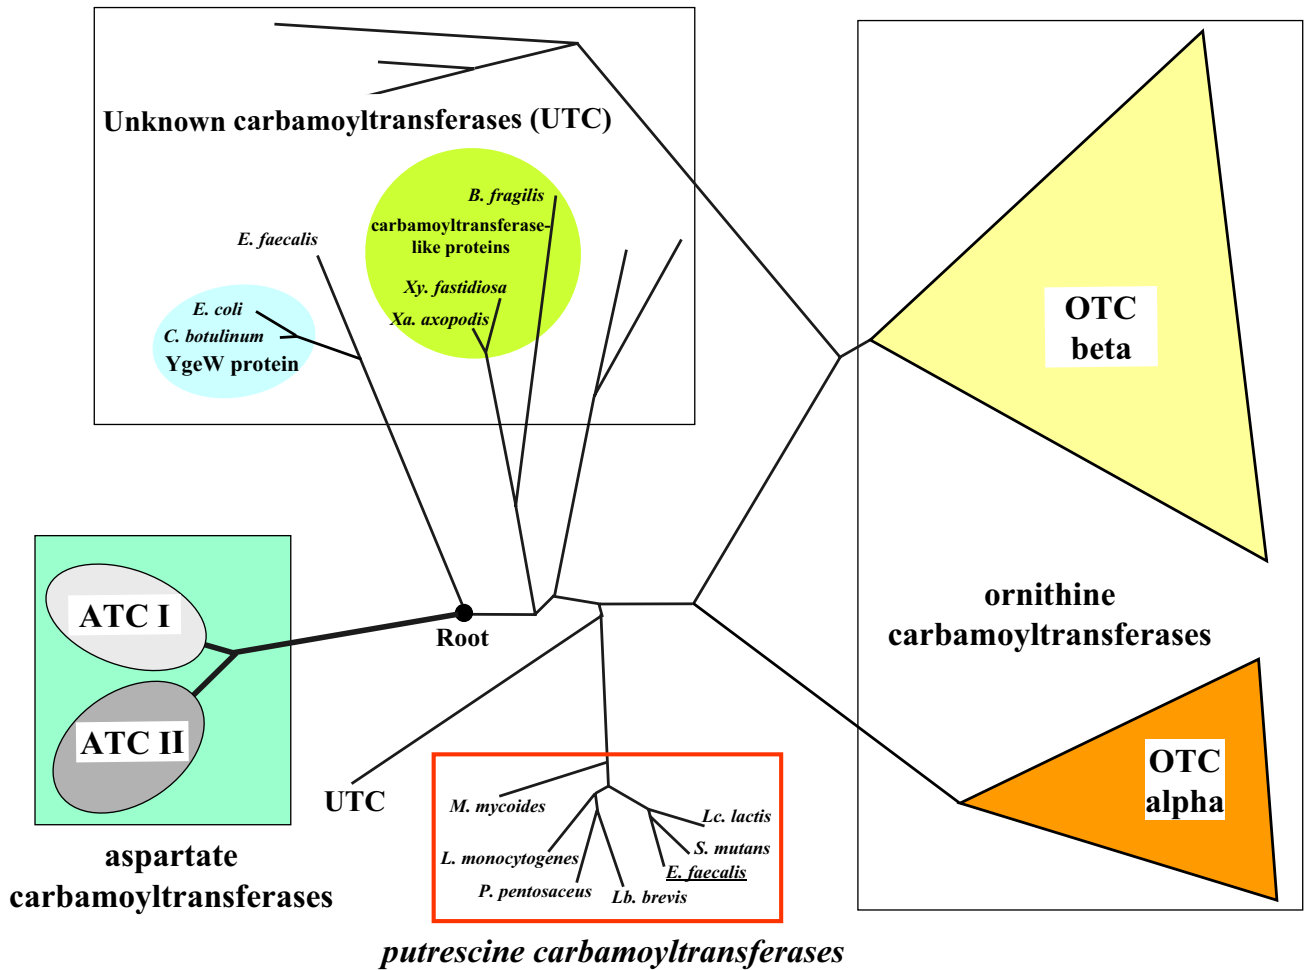 Unknown carbamoyltransferases (UTC)
B. fragilis
carbamoyltransferase-
like proteins
E. faecalis
Xy. fastidiosa
Xa. axopodis
E. coli
C. botulinum
YgeW protein
OTC
beta
ATC I
ATC II
Root
ornithine
carbamoyltransferases
UTC
M. mycoides
Lc. lactis
S. mutans
L. monocytogenes
E. faecalis
P. pentosaceus
Lb. brevis
OTC
alpha
aspartate
carbamoyltransferases
putrescine carbamoyltransferases